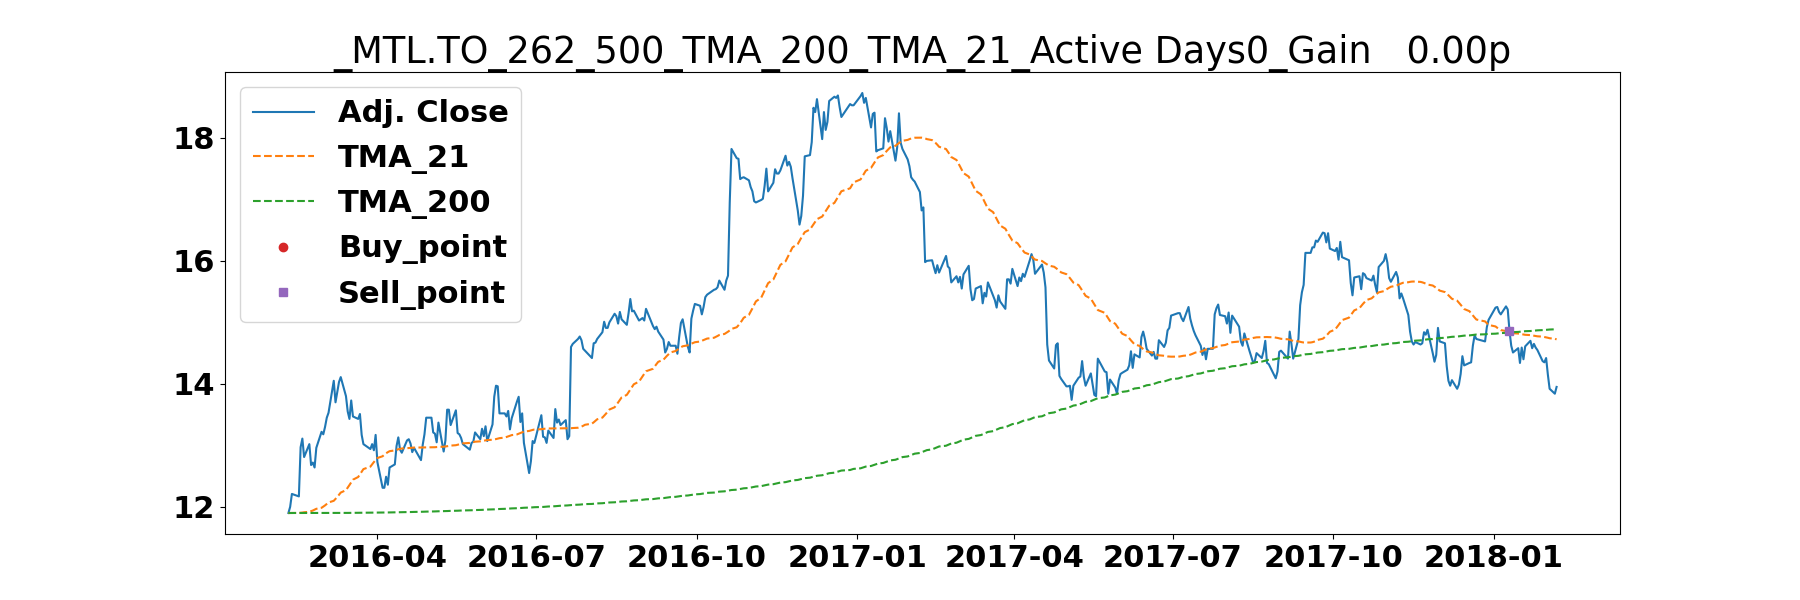 _MTL.TO_262_500_TMA_200_TMA_21_Active Days0_Gain   0.00p
Adj. Close
TMA_21
TMA_200
Buy_point
Sell_point
18
16
14
12
2016-04 2016-07 2016-10 2017-01 2017-04 2017-07 2017-10 2018-01